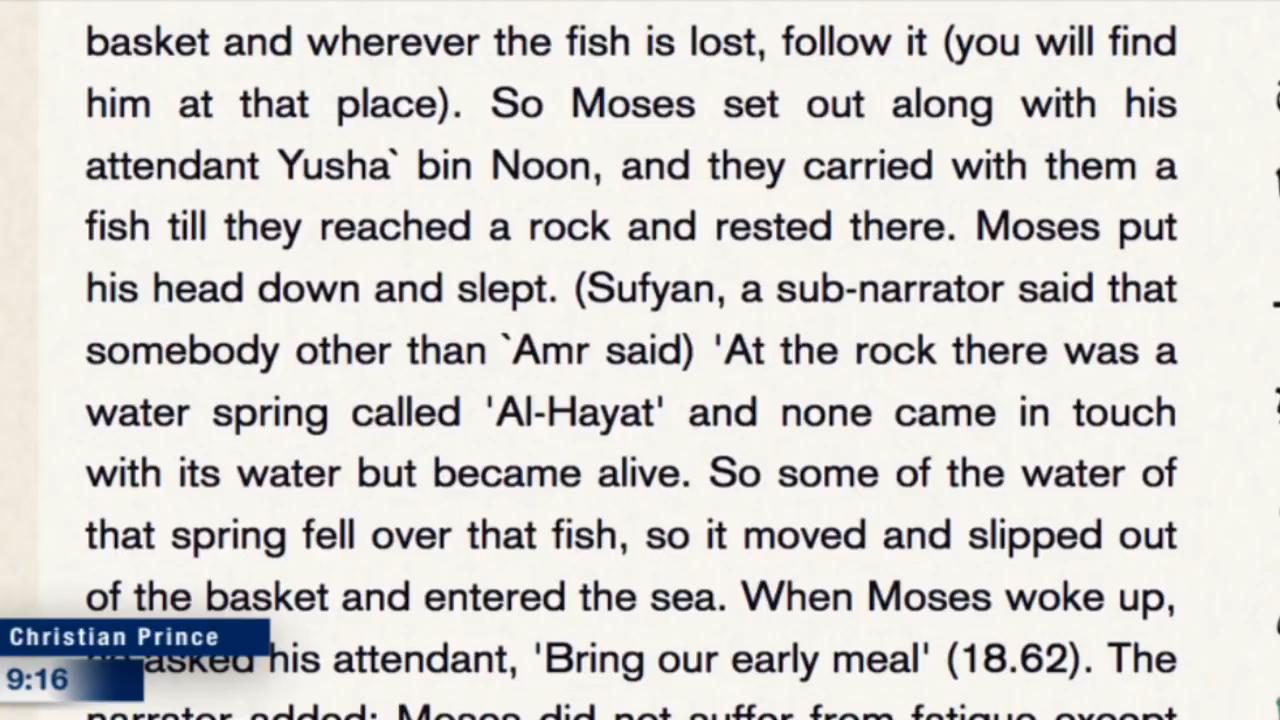 basket and wherever the fish is lost, follow it (you will find
him at that place). So Moses set out along with his
attendant Yusha` bin Noon, and they carried with them a
fish till they reached a rock and rested there. Moses put
his head down and slept. (Sufyan, a sub-narrator said that
somebody other than `Amr said) 'At the rock there was a
water spring called 'Al-Hayat' and none came in touch
with its water but became alive. So some of the water of
that spring fell over that fish, so it moved and slipped out
of the basket and entered the sea. When Moses woke up,
asked his attendant, 'Bring our early meal' (18.62). The
narrator added: Moses did not suffer from fatigue except
Christian Prince
9:16